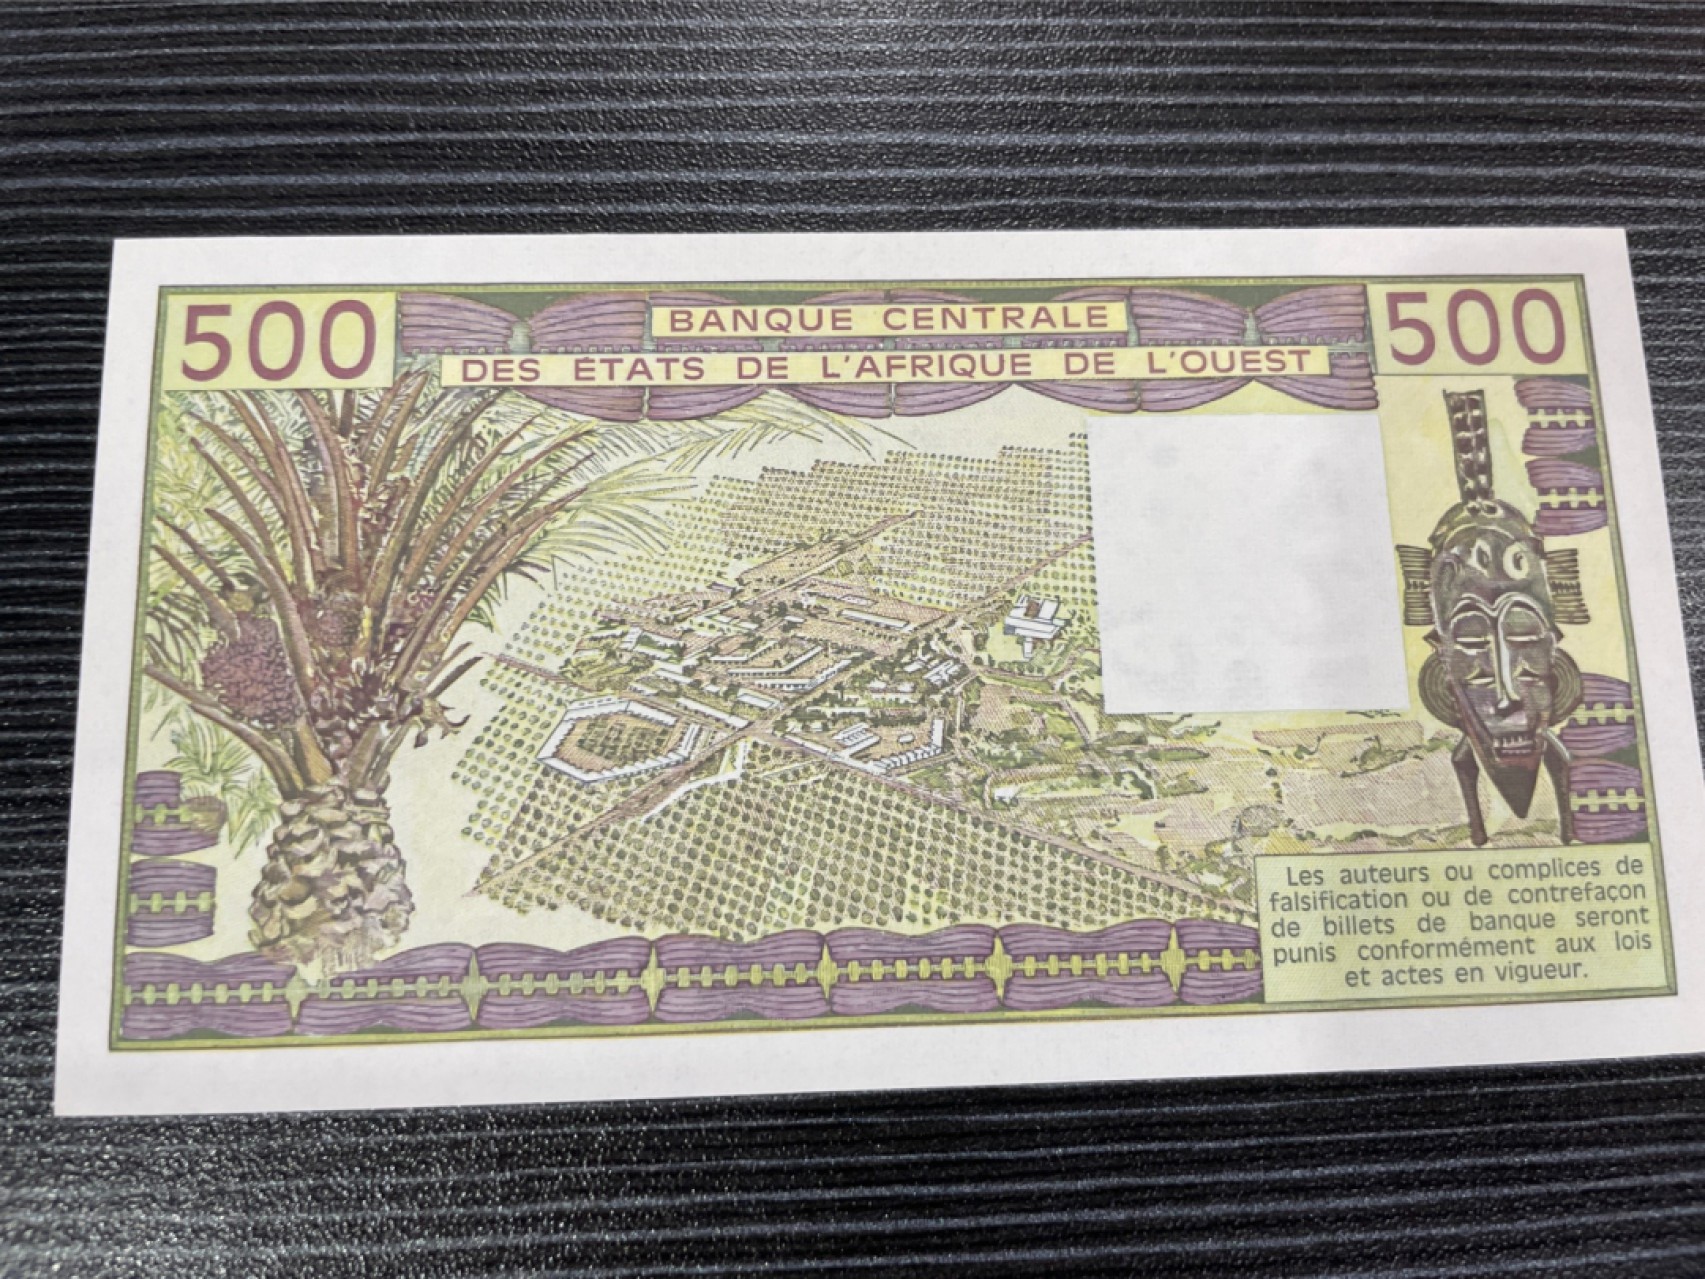 500
BANQUE CENTRALE
500
DES ÉTATS DE L'AFRIQUE DE L'OUEST
Les auteurs ou complices de
falsification ou de contrefaçon
de billets de banque seront
punis conformément aux lois
et actes en vigueur.